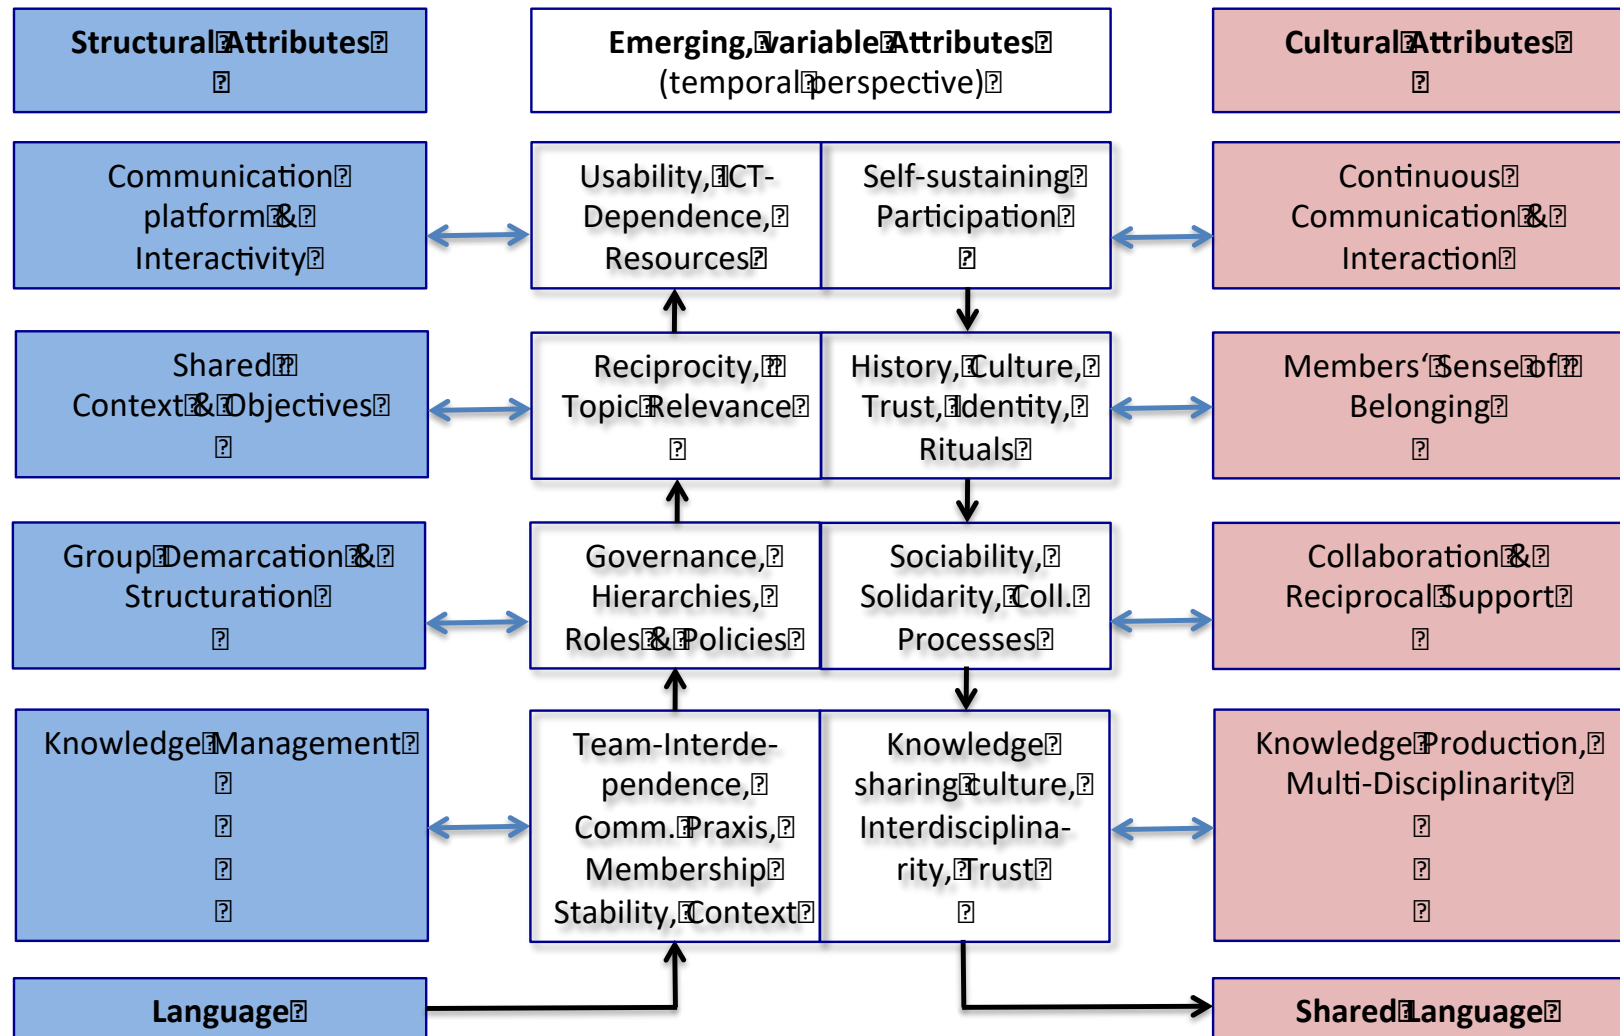 Structural Attributes
Emerging, variable Attributes
(temporal perspective)
Cultural Attributes
Communication
platform &
Interactivity
Usability, ICT-
Dependence,
Resources
Self-sustaining
Participation
Continuous
Communication &
Interaction
Shared
Context & Objectives
Reciprocity,
Topic Relevance
History, Culture,
Trust, Identity,
Rituals
Members‘ Sense of
Belonging
Group Demarcation &
Structuration
Governance,
Hierarchies,
Roles & Policies
Sociability,
Solidarity, Coll.
Processes
Collaboration &
Reciprocal Support
Knowledge Management
Team-Interde-
pendence,
Comm. Praxis,
Membership
Stability, Context
Knowledge
sharing culture,
Interdisciplina-
rity, Trust
Knowledge Production,
Multi-Disciplinarity
Language
Shared Language